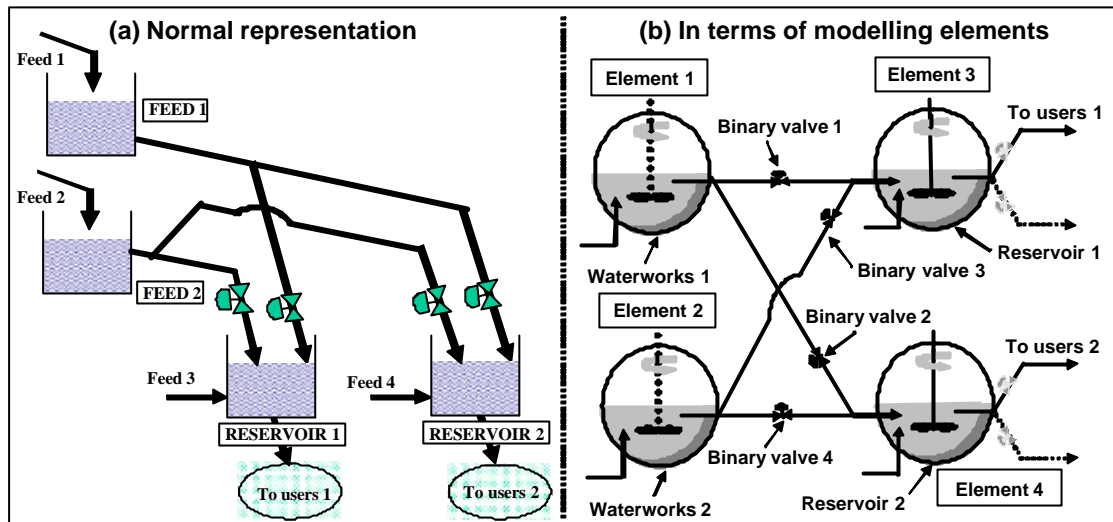 (a) Normal representation
Feed 1
FEED 1
Feed 2
FEED 2
Feed 3
Feed 4
RESERVOIR 1
RESERVOIR 2
To users 1
To users 2
(b) In terms of modelling elements
Element 1
Element 3
Binary valve 1
To users 1
Waterworks 1
Binary valve 3
Reservoir 1
Element 2
Binary valve 2
To users 2
Binary valve 4
Waterworks 2
Reservoir 2
Element 4